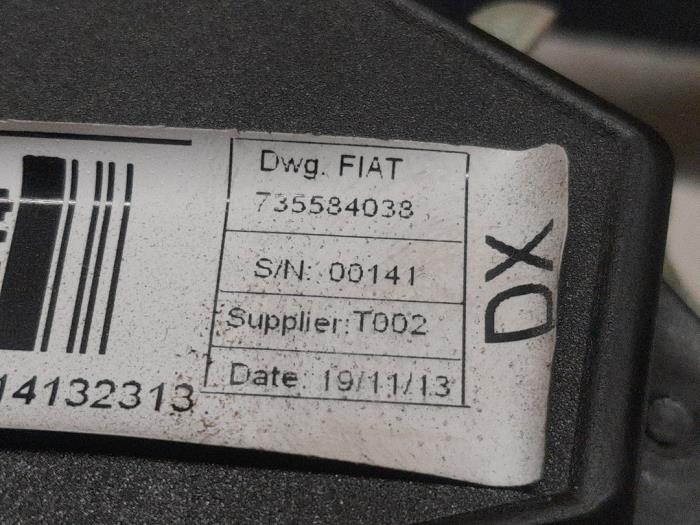 Dwg. FIAT
735584038
S/N: 00141
Supplier:T002
Date: 19/11/13
DX
14132313